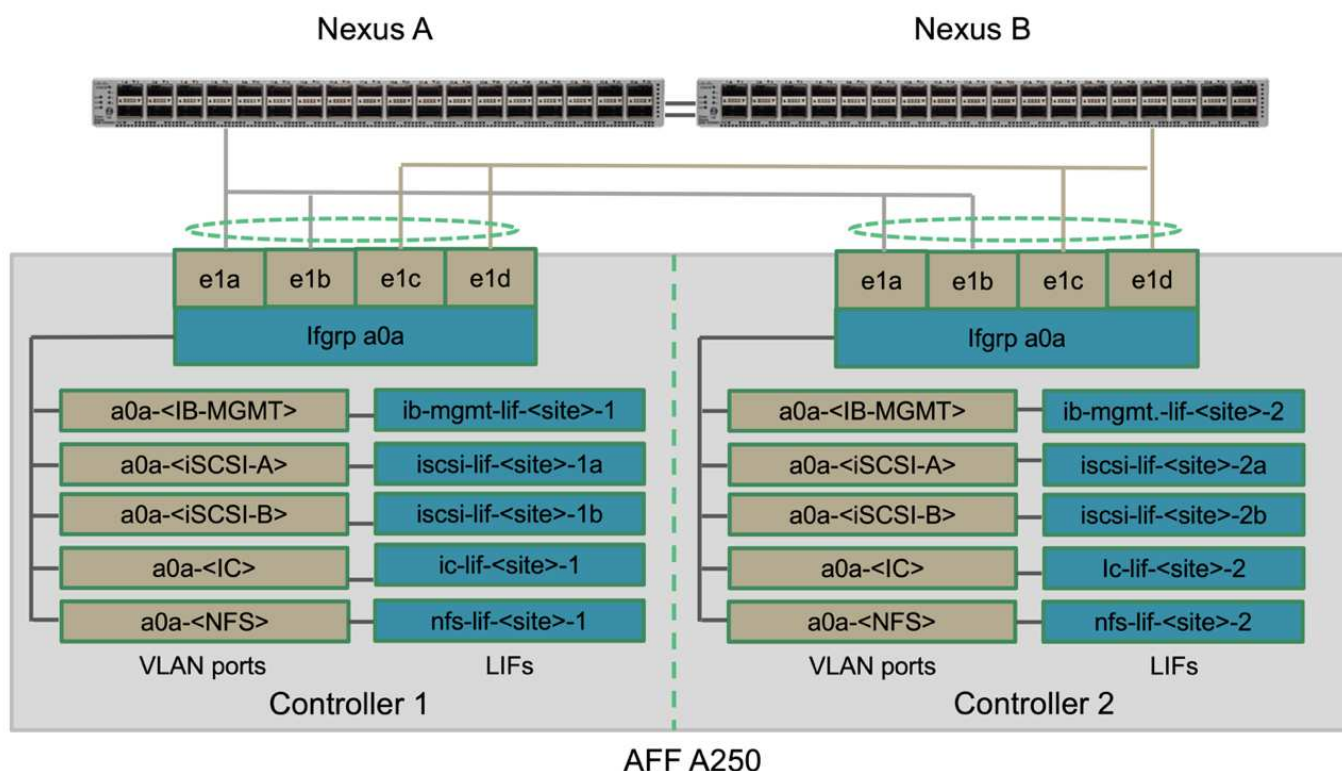 Nexus A
Nexus B
e1a
e1b
e1c
e1d
e1a
e1b
e1c
e1d
Ifgrp a0a
Ifgrp a0a
a0a-<IB-MGMT>
ib-mgmt-lif-<site>-1
a0a-<iSCSI-A>
iscsi-lif-<site>-1a
a0a-<iSCSI-B>
iscsi-lif-<site>-1b
a0a-<IC>
ic-lif-<site>-1
a0a-<NFS>
nfs-lif-<site>-1
VLAN ports
LIFs
Controller 1
a0a-<IB-MGMT>
ib-mgmt.-lif-<site>-2
a0a-<iSCSI-A>
iscsi-lif-<site>-2a
a0a-<iSCSI-B>
iscsi-lif-<site>-2b
a0a-<IC>
Ic-lif-<site>-2
a0a-<NFS>
nfs-lif-<site>-2
VLAN ports
LIFs
Controller 2
AFF A250